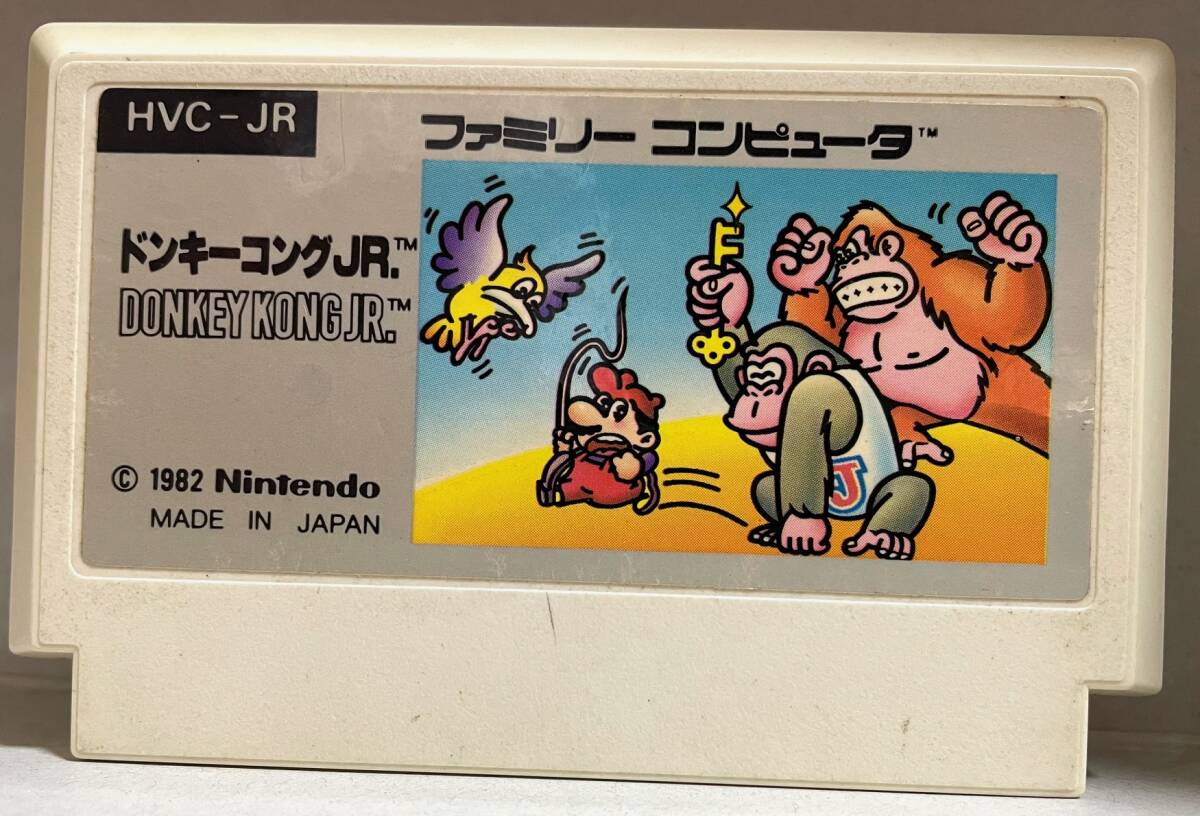 HVC-JR
ファミリー コンピュータ™
ドンキーコングJR.™
DONKEY KONG JR.™
© 1982 Nintendo
MADE IN JAPAN
J